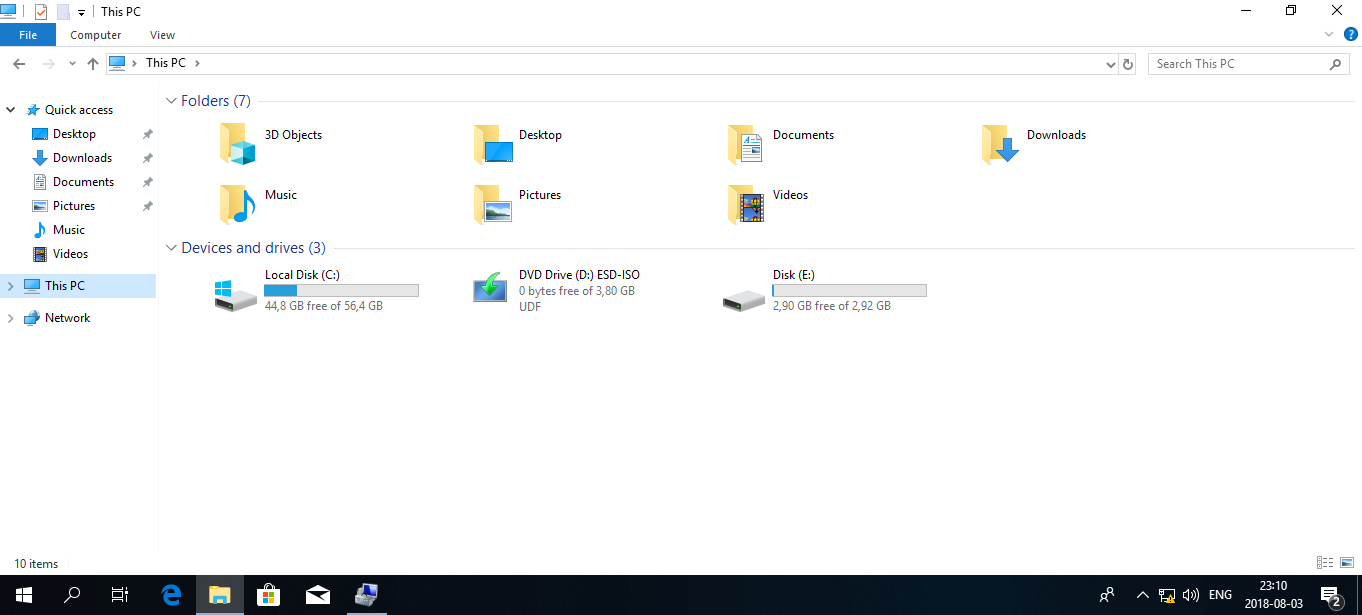 This PC
File Computer View
This PC
Search This PC
Quick access
Desktop
Downloads
Documents
Pictures
Music
Videos
This PC
Network
Folders (7)
3D Objects
Desktop
Documents
Downloads
Music
Pictures
Videos
Devices and drives (3)
Local Disk (C:)
44,8 GB free of 56,4 GB
DVD Drive (D:) ESD-ISO
0 bytes free of 3,80 GB
UDF
Disk (E:)
2,90 GB free of 2,92 GB
10 items
ENG
23:10
2018-08-03
2